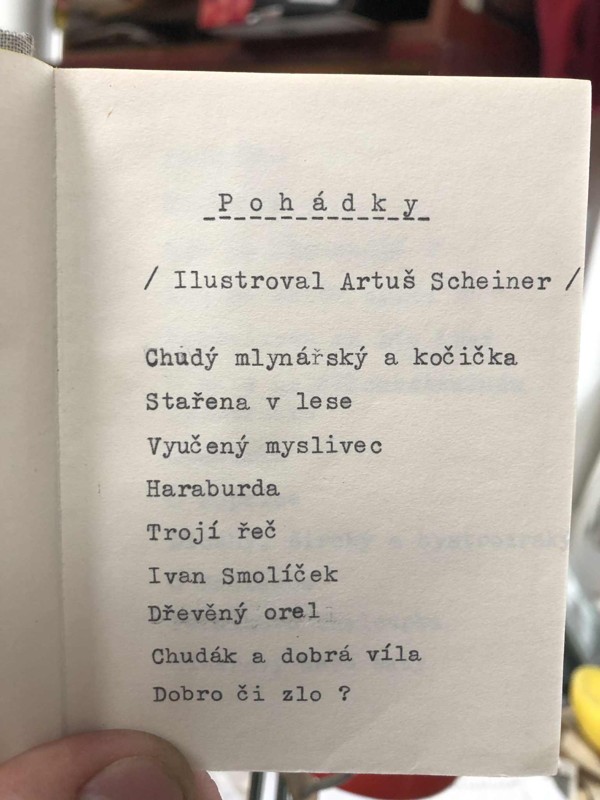 Pohádky
/ Ilustroval Artuš Scheiner /
Chudý mlynářský a kočička
Stařena v lese
Vyučený myslivec
Haraburda
Trojí řeč
Ivan Smolíček
Dřevěný orel
Chudák a dobrá víla
Dobro či zlo ?